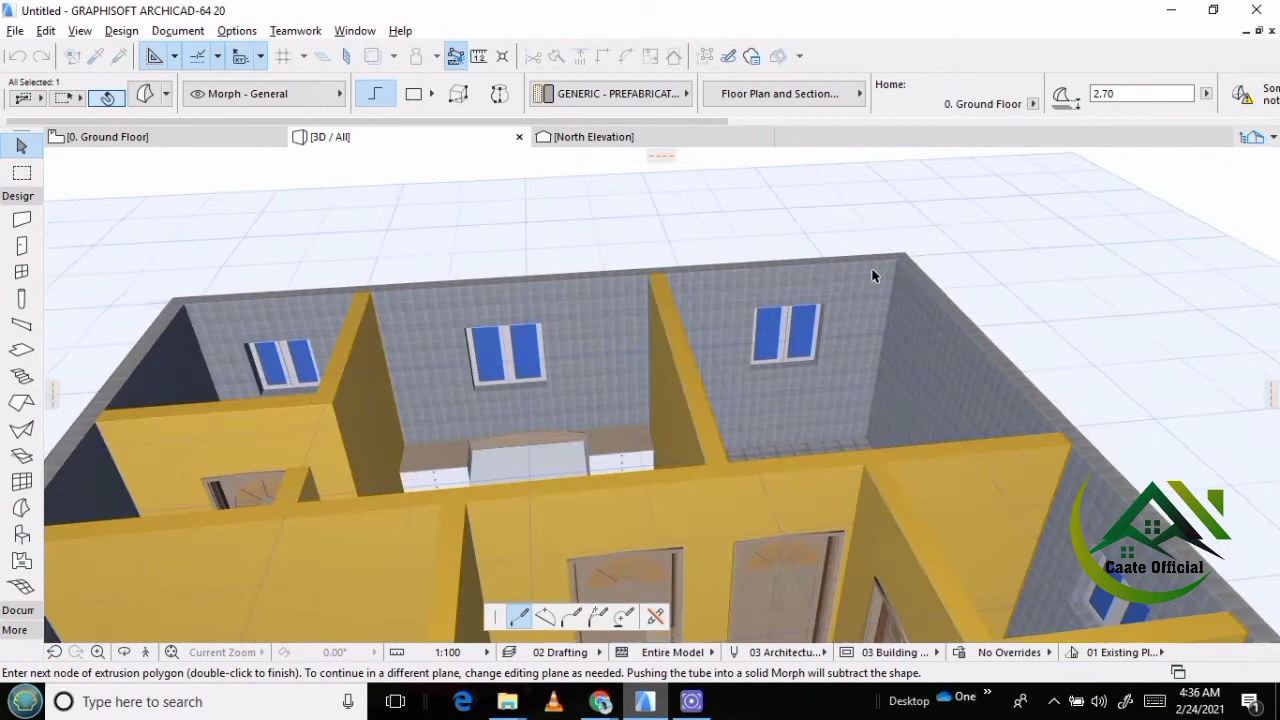 Untitled - GRAPHISOFT ARCHICAD-64 20
File Edit View Design Document Options Teamwork Window Help
All Selected: 1
Morph - General
GENERIC - PREFABRICAT...
Floor Plan and Section...
Home:
0. Ground Floor
2.70
[0. Ground Floor]
[3D / All]
[North Elevation]
Design
Caate Official
Docum
More
Current Zoom
0.00°
1:100
02 Drafting
Entire Model
03 Architectu...
03 Building ...
No Overrides
01 Existing Pl...
Enter next node of extrusion polygon (double-click to finish). To continue in a different plane, change editing plane as needed. Pushing the tube into a solid Morph will subtract the shape.
Type here to search
Desktop
One
4:36 AM
2/24/2021